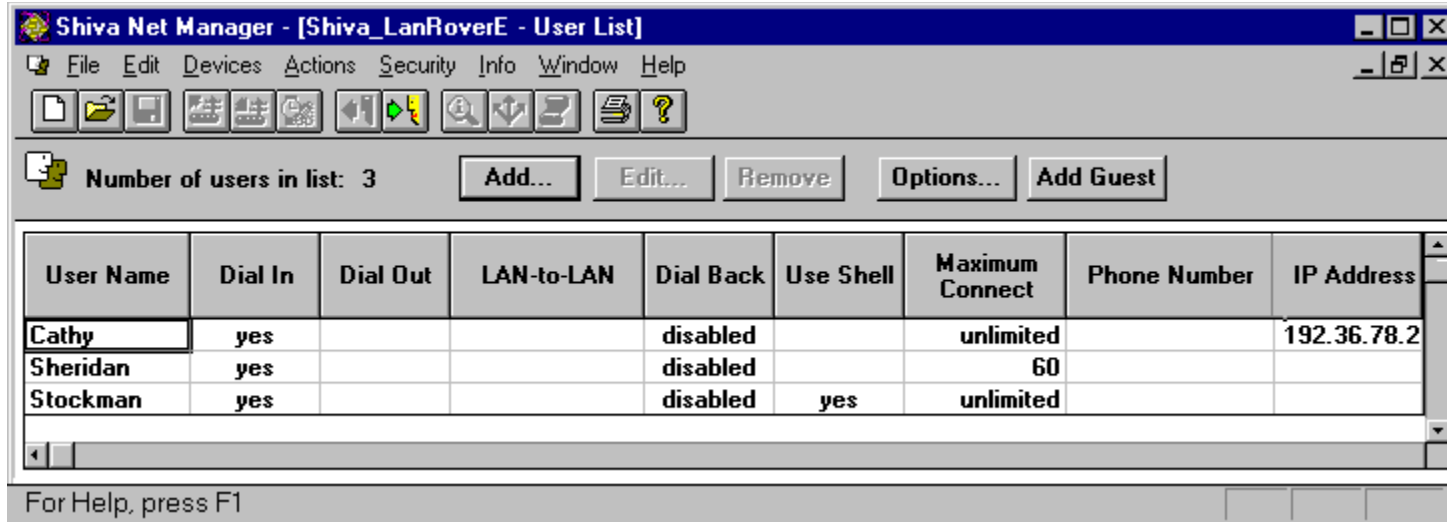 Shiva Net Manager - [Shiva_LanRoverE - User List]
File Edit Devices Actions Security Info Window Help
Number of users in list: 3 Add... Edit... Remove Options... Add Guest
User Name Dial In Dial Out LAN-to-LAN Dial Back Use Shell Maximum Connect Phone Number IP Address
Cathy yes disabled unlimited 192.36.78.2
Sheridan yes disabled 60
Stockman yes disabled yes unlimited
For Help, press F1